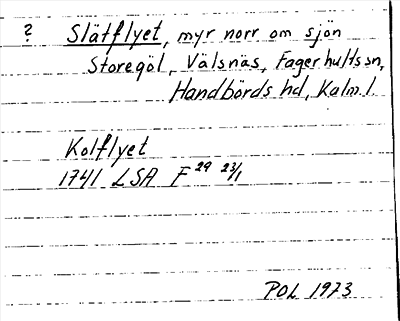 ? Slätflyet, myr norr om sjön
Storegöl, Välsnäs, Fagerhults sn,
Handbörds hd, Kalm. l
Kolflyet
1741 LSA F 29 23/1
POL 1973